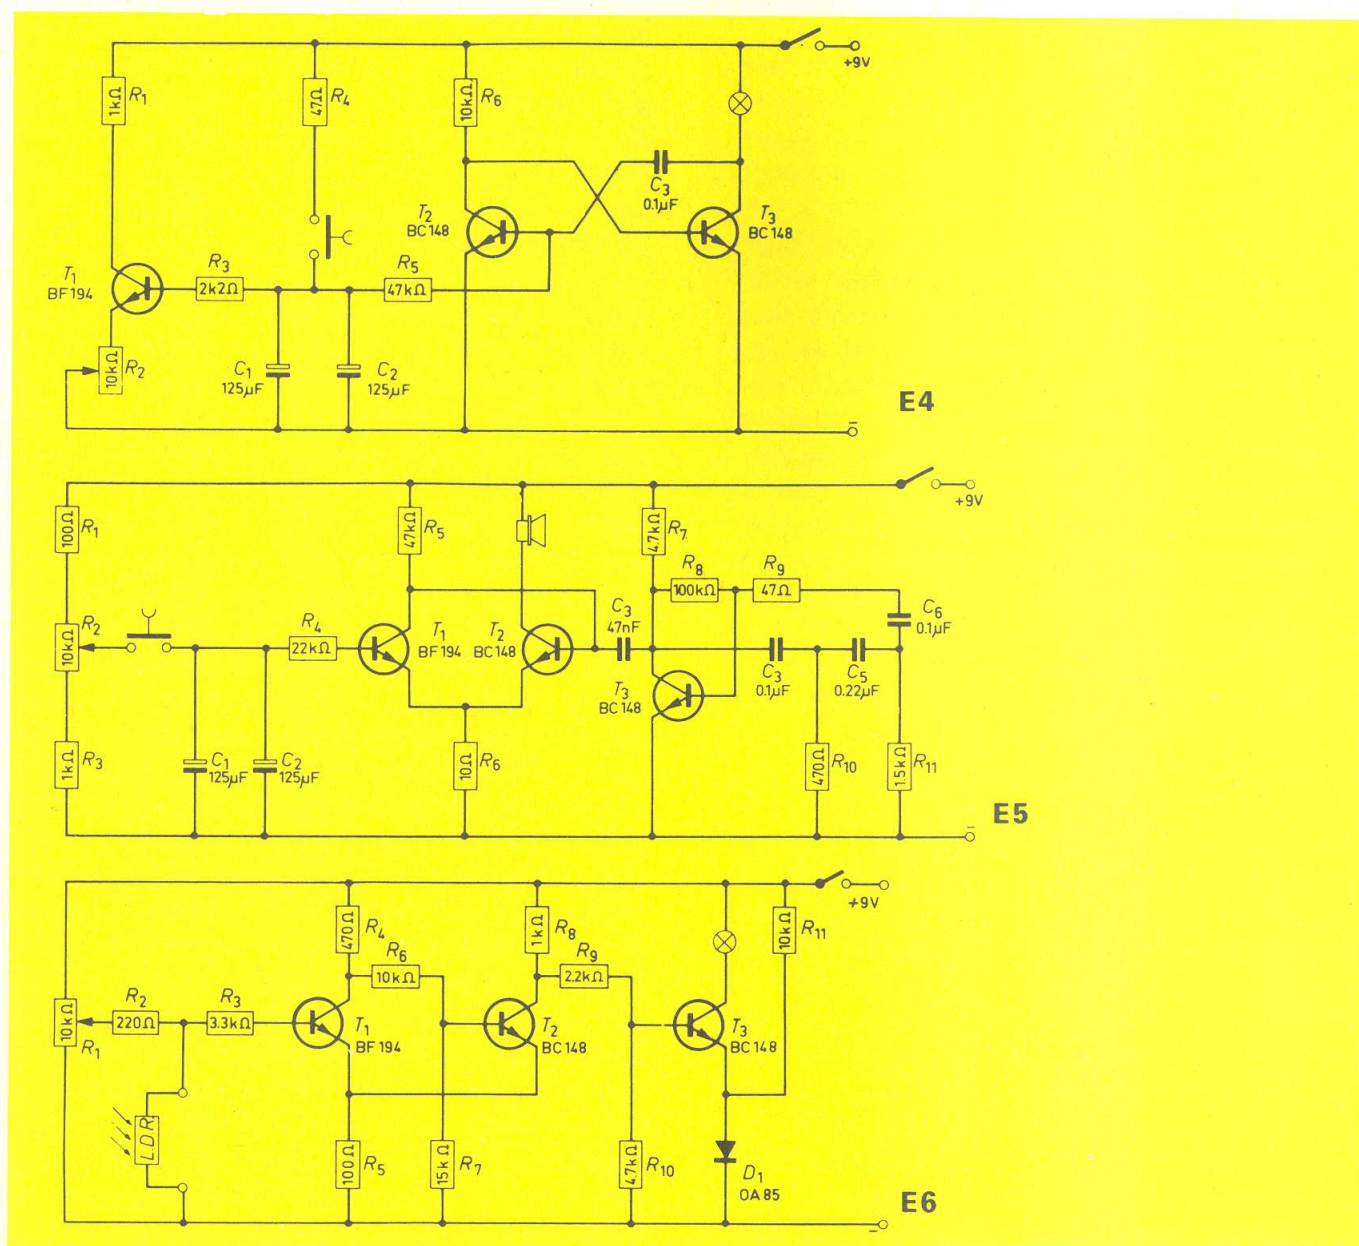 R1 1kΩ
R4 47Ω
R6 10kΩ
+9V
C3 0.1µF
T2 BC148
T3 BC148
T1 BF194
R3 2k2Ω
R5 47kΩ
R2 10kΩ
C1 125µF
C2 125µF
E4
-
+9V
R1 100Ω
R5 47kΩ
R7 4.7kΩ
R8 100kΩ
R9 47Ω
R2 10kΩ
R4 22kΩ
T1 BF194
T2 BC148
C3 47nF
C6 0.1µF
C3 0.1µF
C5 0.22µF
T3 BC148
R3 1kΩ
C1 125µF
C2 125µF
R6 10Ω
R10 470Ω
R11 1.5kΩ
E5
-
+9V
R4 470Ω
R8 1kΩ
R11 10kΩ
R6 10kΩ
R9 2.2kΩ
R1 10kΩ
R2 220Ω
R3 3.3kΩ
T1 BF194
T2 BC148
T3 BC148
L.D.R.
R5 100Ω
R7 15kΩ
R10 4.7kΩ
D1 OA85
E6
-